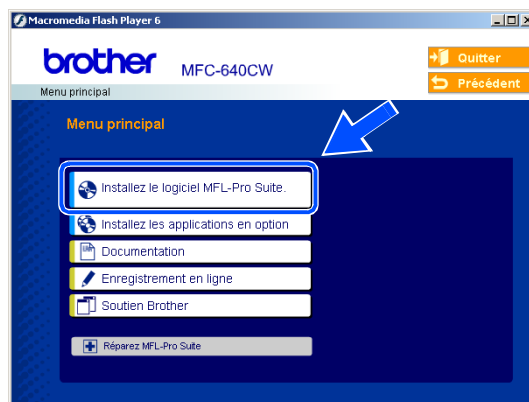 Macromedia Flash Player 6
brother
MFC-640CW
Quitter
Précédent
Menu principal
Menu principal
Installez le logiciel MFL-Pro Suite.
Installez les applications en option
Documentation
Enregistrement en ligne
Soutien Brother
Réparez MFL-Pro Suite